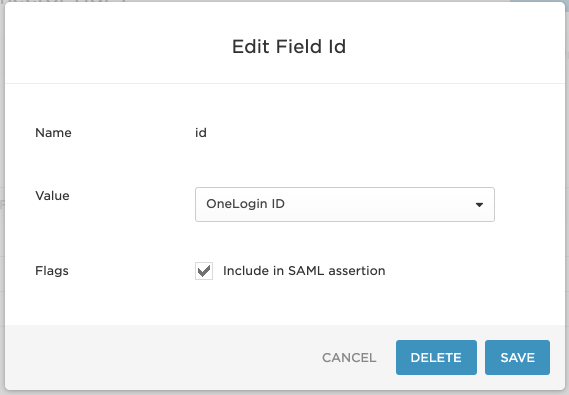 Edit Field Id
Name id
Value OneLogin ID
Flags Include in SAML assertion
CANCEL DELETE SAVE